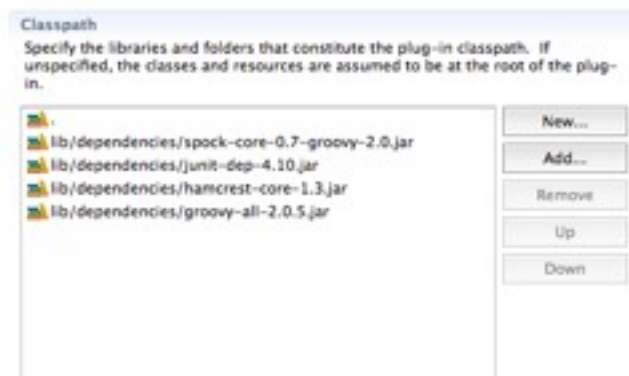 Classpath
Specify the libraries and folders that constitute the plug-in classpath. If
unspecified, the classes and resources are assumed to be at the root of the plug-
in.
.
lib/dependencies/spock-core-0.7-groovy-2.0.jar
lib/dependencies/junit-dep-4.10.jar
lib/dependencies/hamcrest-core-1.3.jar
lib/dependencies/groovy-all-2.0.5.jar
New...
Add...
Remove
Up
Down